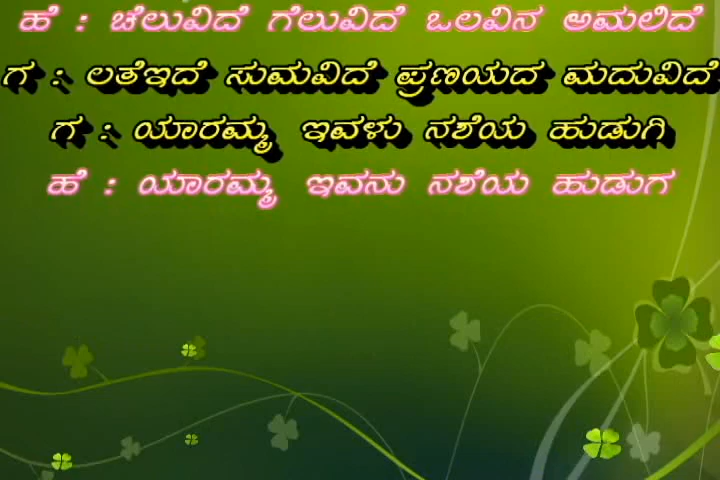 ಹೆ : ಚೆಲುವಿದೆ ಗೆಲುವಿದೆ ಒಲವಿನ ಅಮಲಿದೆ
ಗ : ಲತೆಇದೆ ಸುಮವಿದೆ ಪ್ರಣಯದ ಮದುವಿದೆ
ಗ : ಯಾರಮ್ಮ ಇವಳು ನಶೆಯ ಹುಡುಗಿ
ಹೆ : ಯಾರಮ್ಮ ಇವನು ನಶೆಯ ಹುಡುಗ